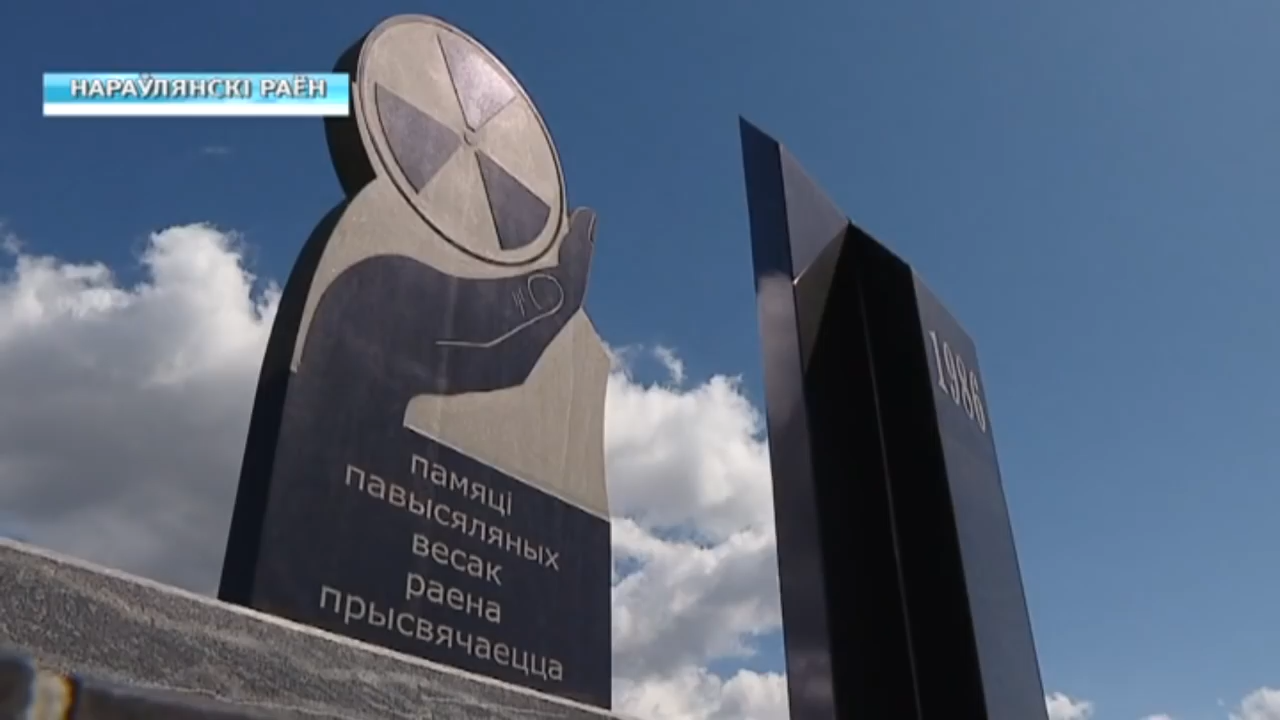 НАРАЎЛЯНСКІ РАЁН
памяці
павысяляных
весак
раена
прысвячаецца
1986